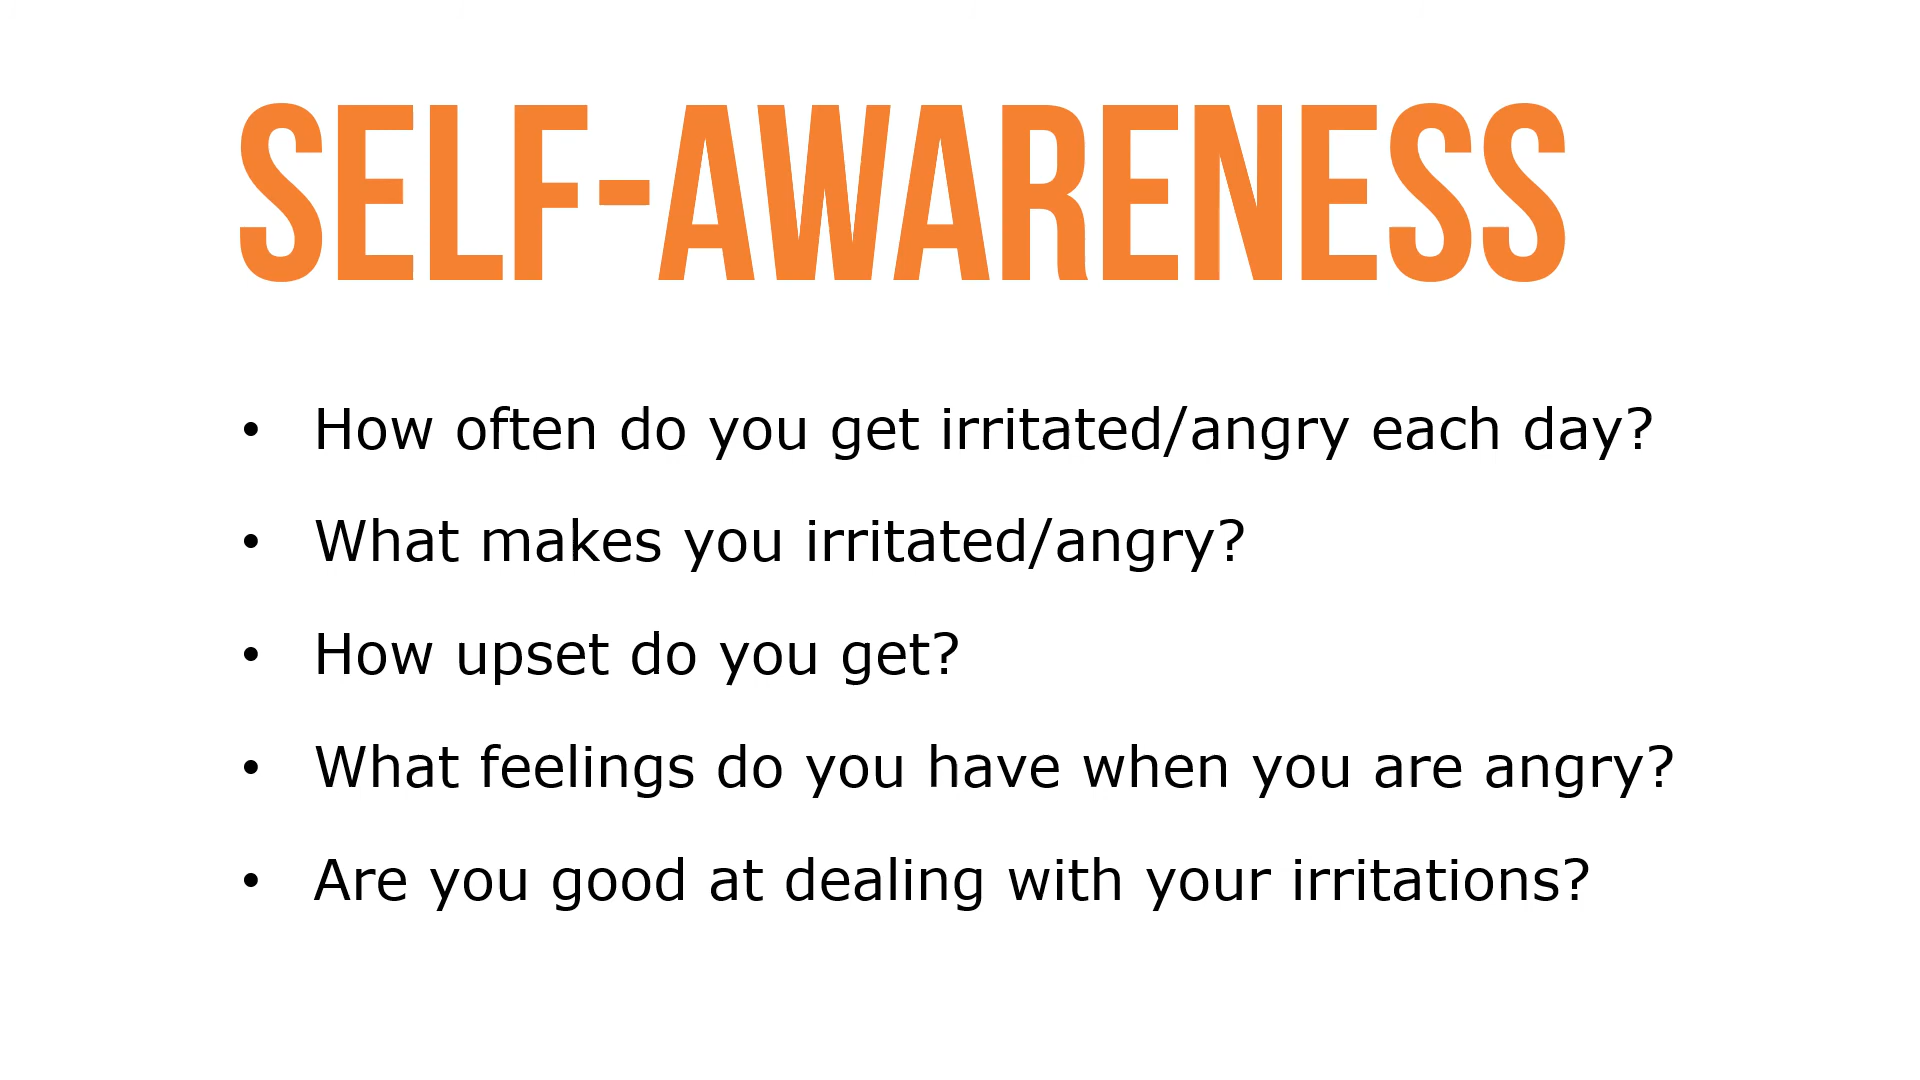 SELF-AWARENESS
• How often do you get irritated/angry each day?
• What makes you irritated/angry?
• How upset do you get?
• What feelings do you have when you are angry?
• Are you good at dealing with your irritations?